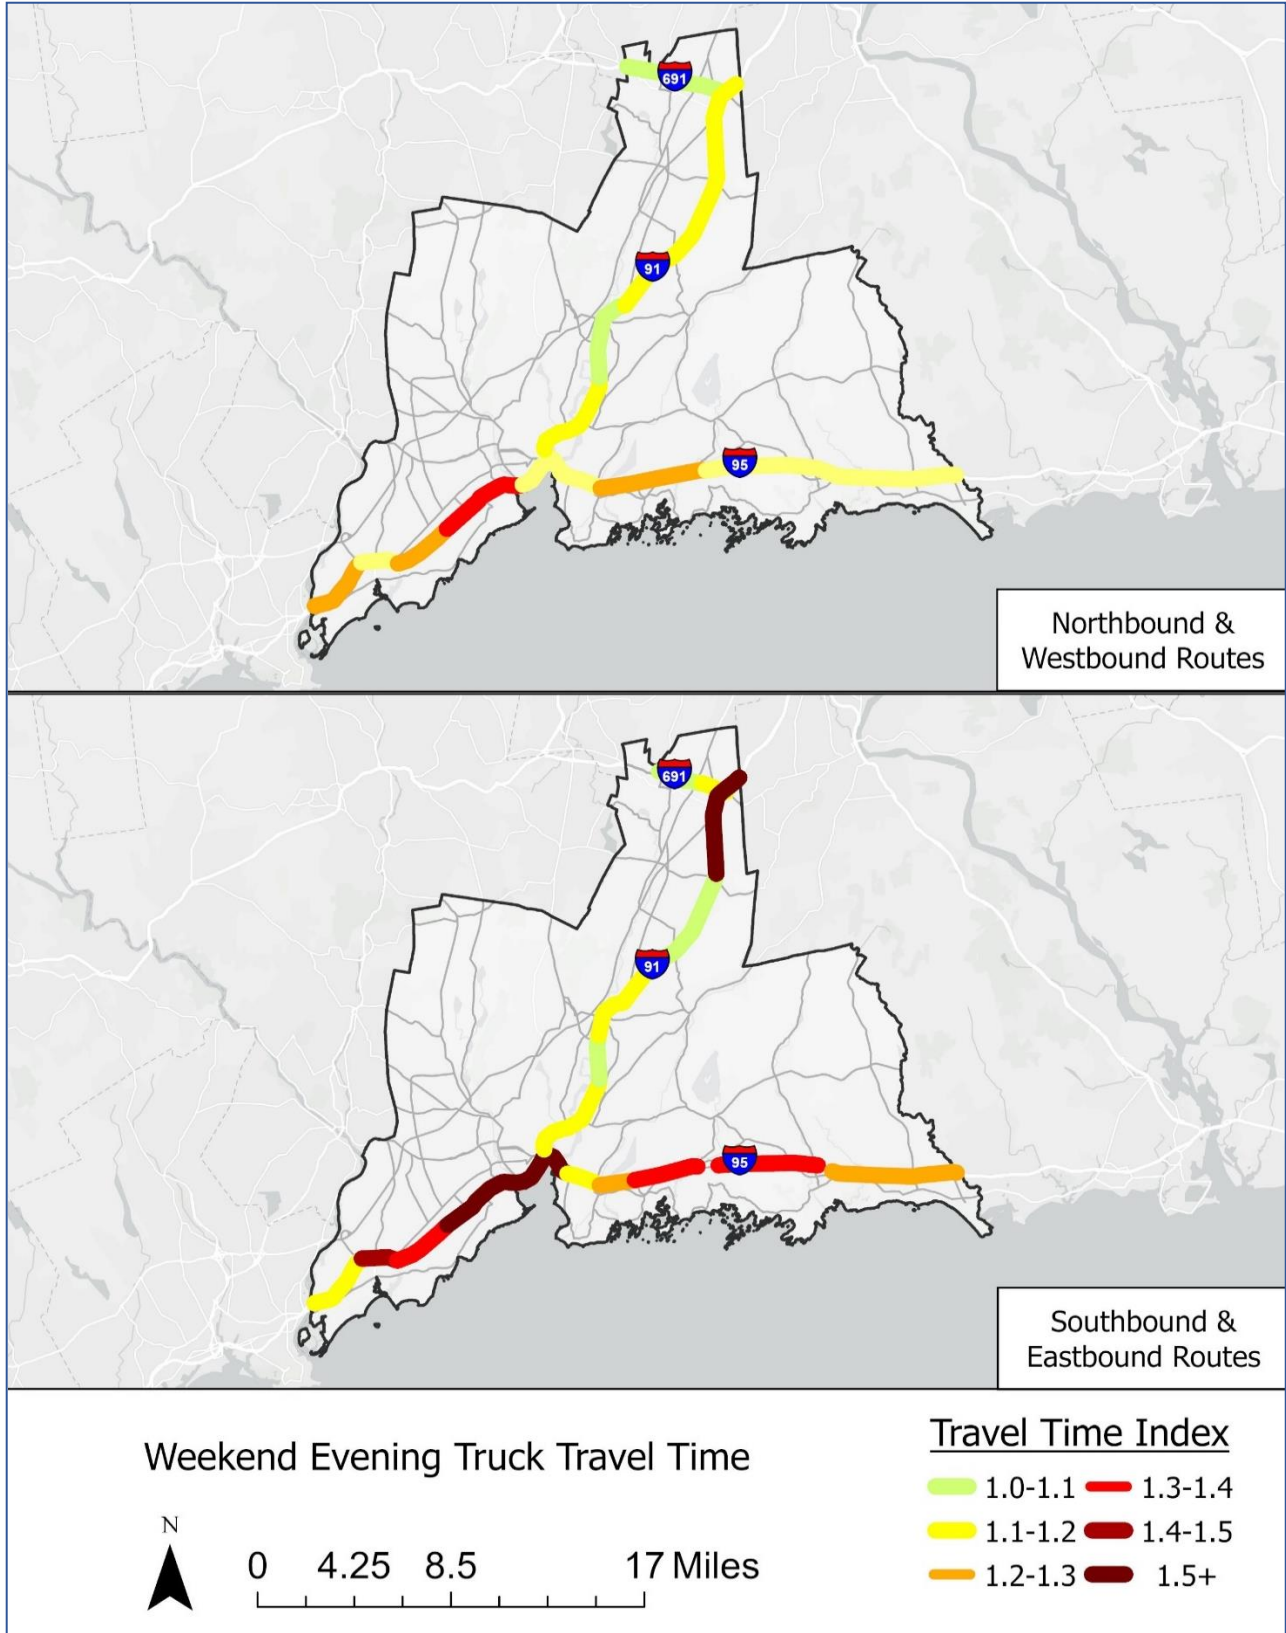 691
91
95
Northbound &
Westbound Routes
691
91
95
Southbound &
Eastbound Routes
Weekend Evening Truck Travel Time
N
0 4.25 8.5 17 Miles
Travel Time Index
1.0-1.1 1.3-1.4
1.1-1.2 1.4-1.5
1.2-1.3 1.5+